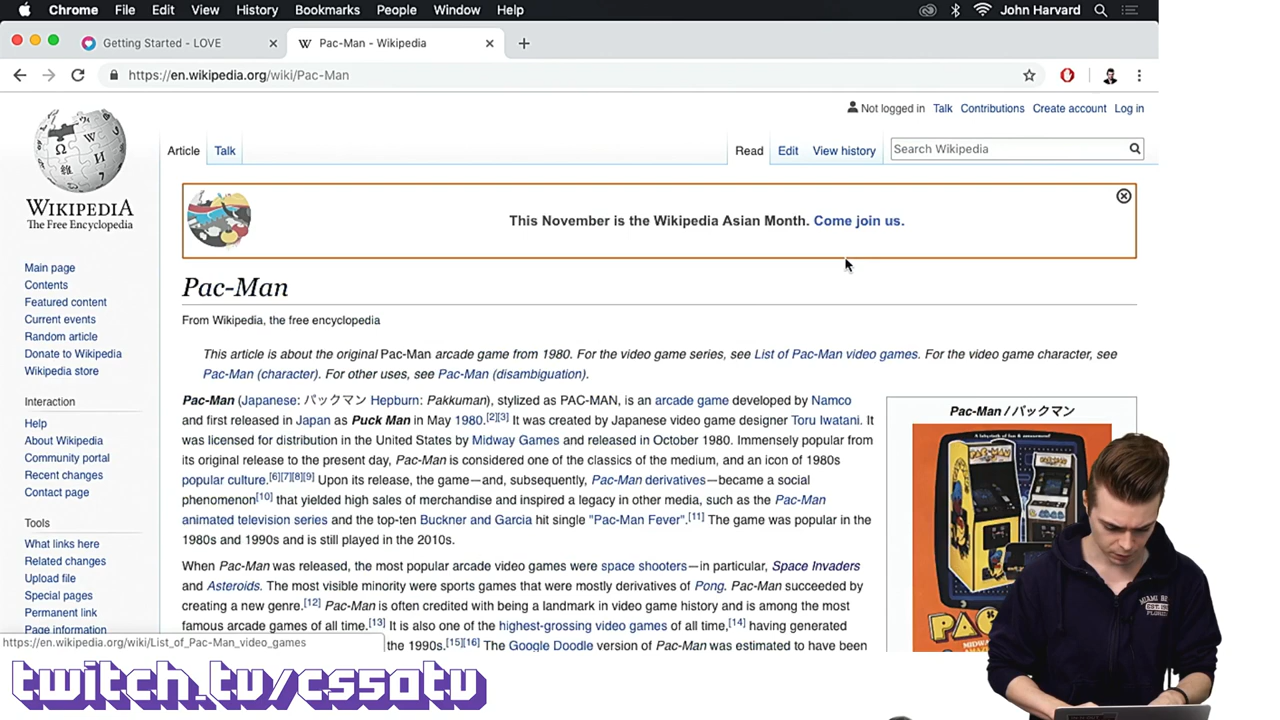 Chrome File Edit View History Bookmarks People Window Help John Harvard
Getting Started - LOVE Pac-Man - Wikipedia
https://en.wikipedia.org/wiki/Pac-Man
Not logged in Talk Contributions Create account Log in
Article Talk Read Edit View history Search Wikipedia
WIKIPEDIA
The Free Encyclopedia
This November is the Wikipedia Asian Month. Come join us.
Main page
Contents
Featured content
Current events
Random article
Donate to Wikipedia
Wikipedia store
Interaction
Help
About Wikipedia
Community portal
Recent changes
Contact page
Tools
What links here
Related changes
Upload file
Special pages
Permanent link
Page information
Pac-Man
From Wikipedia, the free encyclopedia
This article is about the original Pac-Man arcade game from 1980. For the video game series, see List of Pac-Man video games. For the video game character, see
Pac-Man (character). For other uses, see Pac-Man (disambiguation).
Pac-Man (Japanese: パックマン Hepburn: Pakkuman), stylized as PAC-MAN, is an arcade game developed by Namco
and first released in Japan as Puck Man in May 1980.[2][3] It was created by Japanese video game designer Toru Iwatani. It
was licensed for distribution in the United States by Midway Games and released in October 1980. Immensely popular from
its original release to the present day, Pac-Man is considered one of the classics of the medium, and an icon of 1980s
popular culture.[6][7][8][9] Upon its release, the game—and, subsequently, Pac-Man derivatives—became a social
phenomenon[10] that yielded high sales of merchandise and inspired a legacy in other media, such as the Pac-Man
animated television series and the top-ten Buckner and Garcia hit single "Pac-Man Fever".[11] The game was popular in the
1980s and 1990s and is still played in the 2010s.
When Pac-Man was released, the most popular arcade video games were space shooters—in particular, Space Invaders
and Asteroids. The most visible minority were sports games that were mostly derivatives of Pong. Pac-Man succeeded by
creating a new genre.[12] Pac-Man is often credited with being a landmark in video game history and is among the most
famous arcade games of all time.[13] It is also one of the highest-grossing video games of all time,[14] having generated
the 1990s.[15][16] The Google Doodle version of Pac-Man was estimated to have been
Pac-Man / パックマン
https://en.wikipedia.org/wiki/List_of_Pac-Man_video_games
twitch.tv/cs50tv